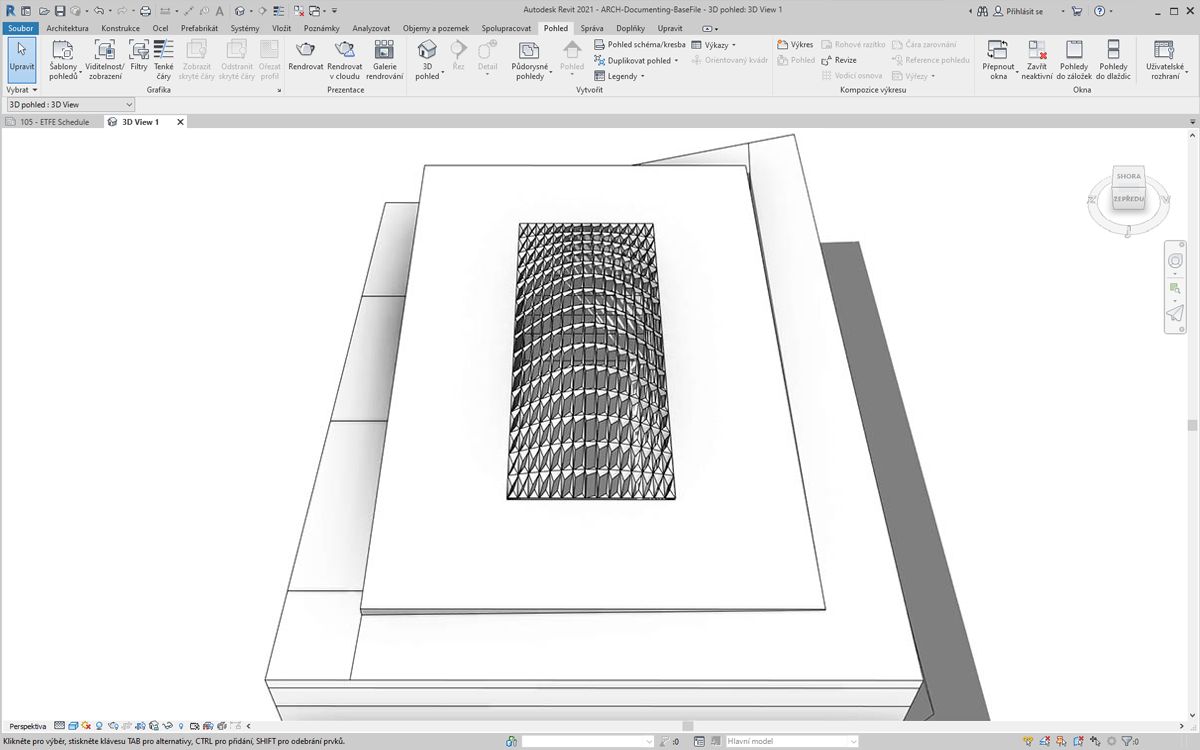 Autodesk Revit 2021 - ARCH-Documenting-BaseFile - 3D pohled: 3D View 1
Přihlásit se
Soubor Architektura Konstrukce Ocel Prefabrikát Systémy Vložit Poznámky Analyzovat Objemy a pozemek Spolupracovat Pohled Správa Doplňky Upravit
Upravit
Šablony pohledů
Viditelnost/ zobrazení
Filtry
Tenké čáry
Zobrazit skryté čáry
Odstranit skryté čáry
Ořezat profil
Rendrovat
Rendrovat v cloudu
Galerie rendrování
3D pohled
Řez
Detail
Půdorysné pohledy
Pohled
Pohled schéma/kresba
Duplikovat pohled
Legendy
Výkazy
Orientovaný kvádr
Výkres
Pohled
Rohové razítko
Revize
Vodicí osnova
Čára zarovnání
Reference pohledu
Výřezy
Přepnout okna
Zavřít neaktivní
Pohledy do záložek
Pohledy do dlaždic
Uživatelské rozhraní
Vybrat Grafika Prezentace Vytvořit Kompozice výkresu Okna
3D pohled : 3D View
105 - ETFE Schedule
3D View 1
SHORA
ZEPŘEDU
Perspektiva
Klikněte pro výběr, stiskněte klávesu TAB pro alternativy, CTRL pro přidání, SHIFT pro odebrání prvků.
:0
Hlavní model
:0